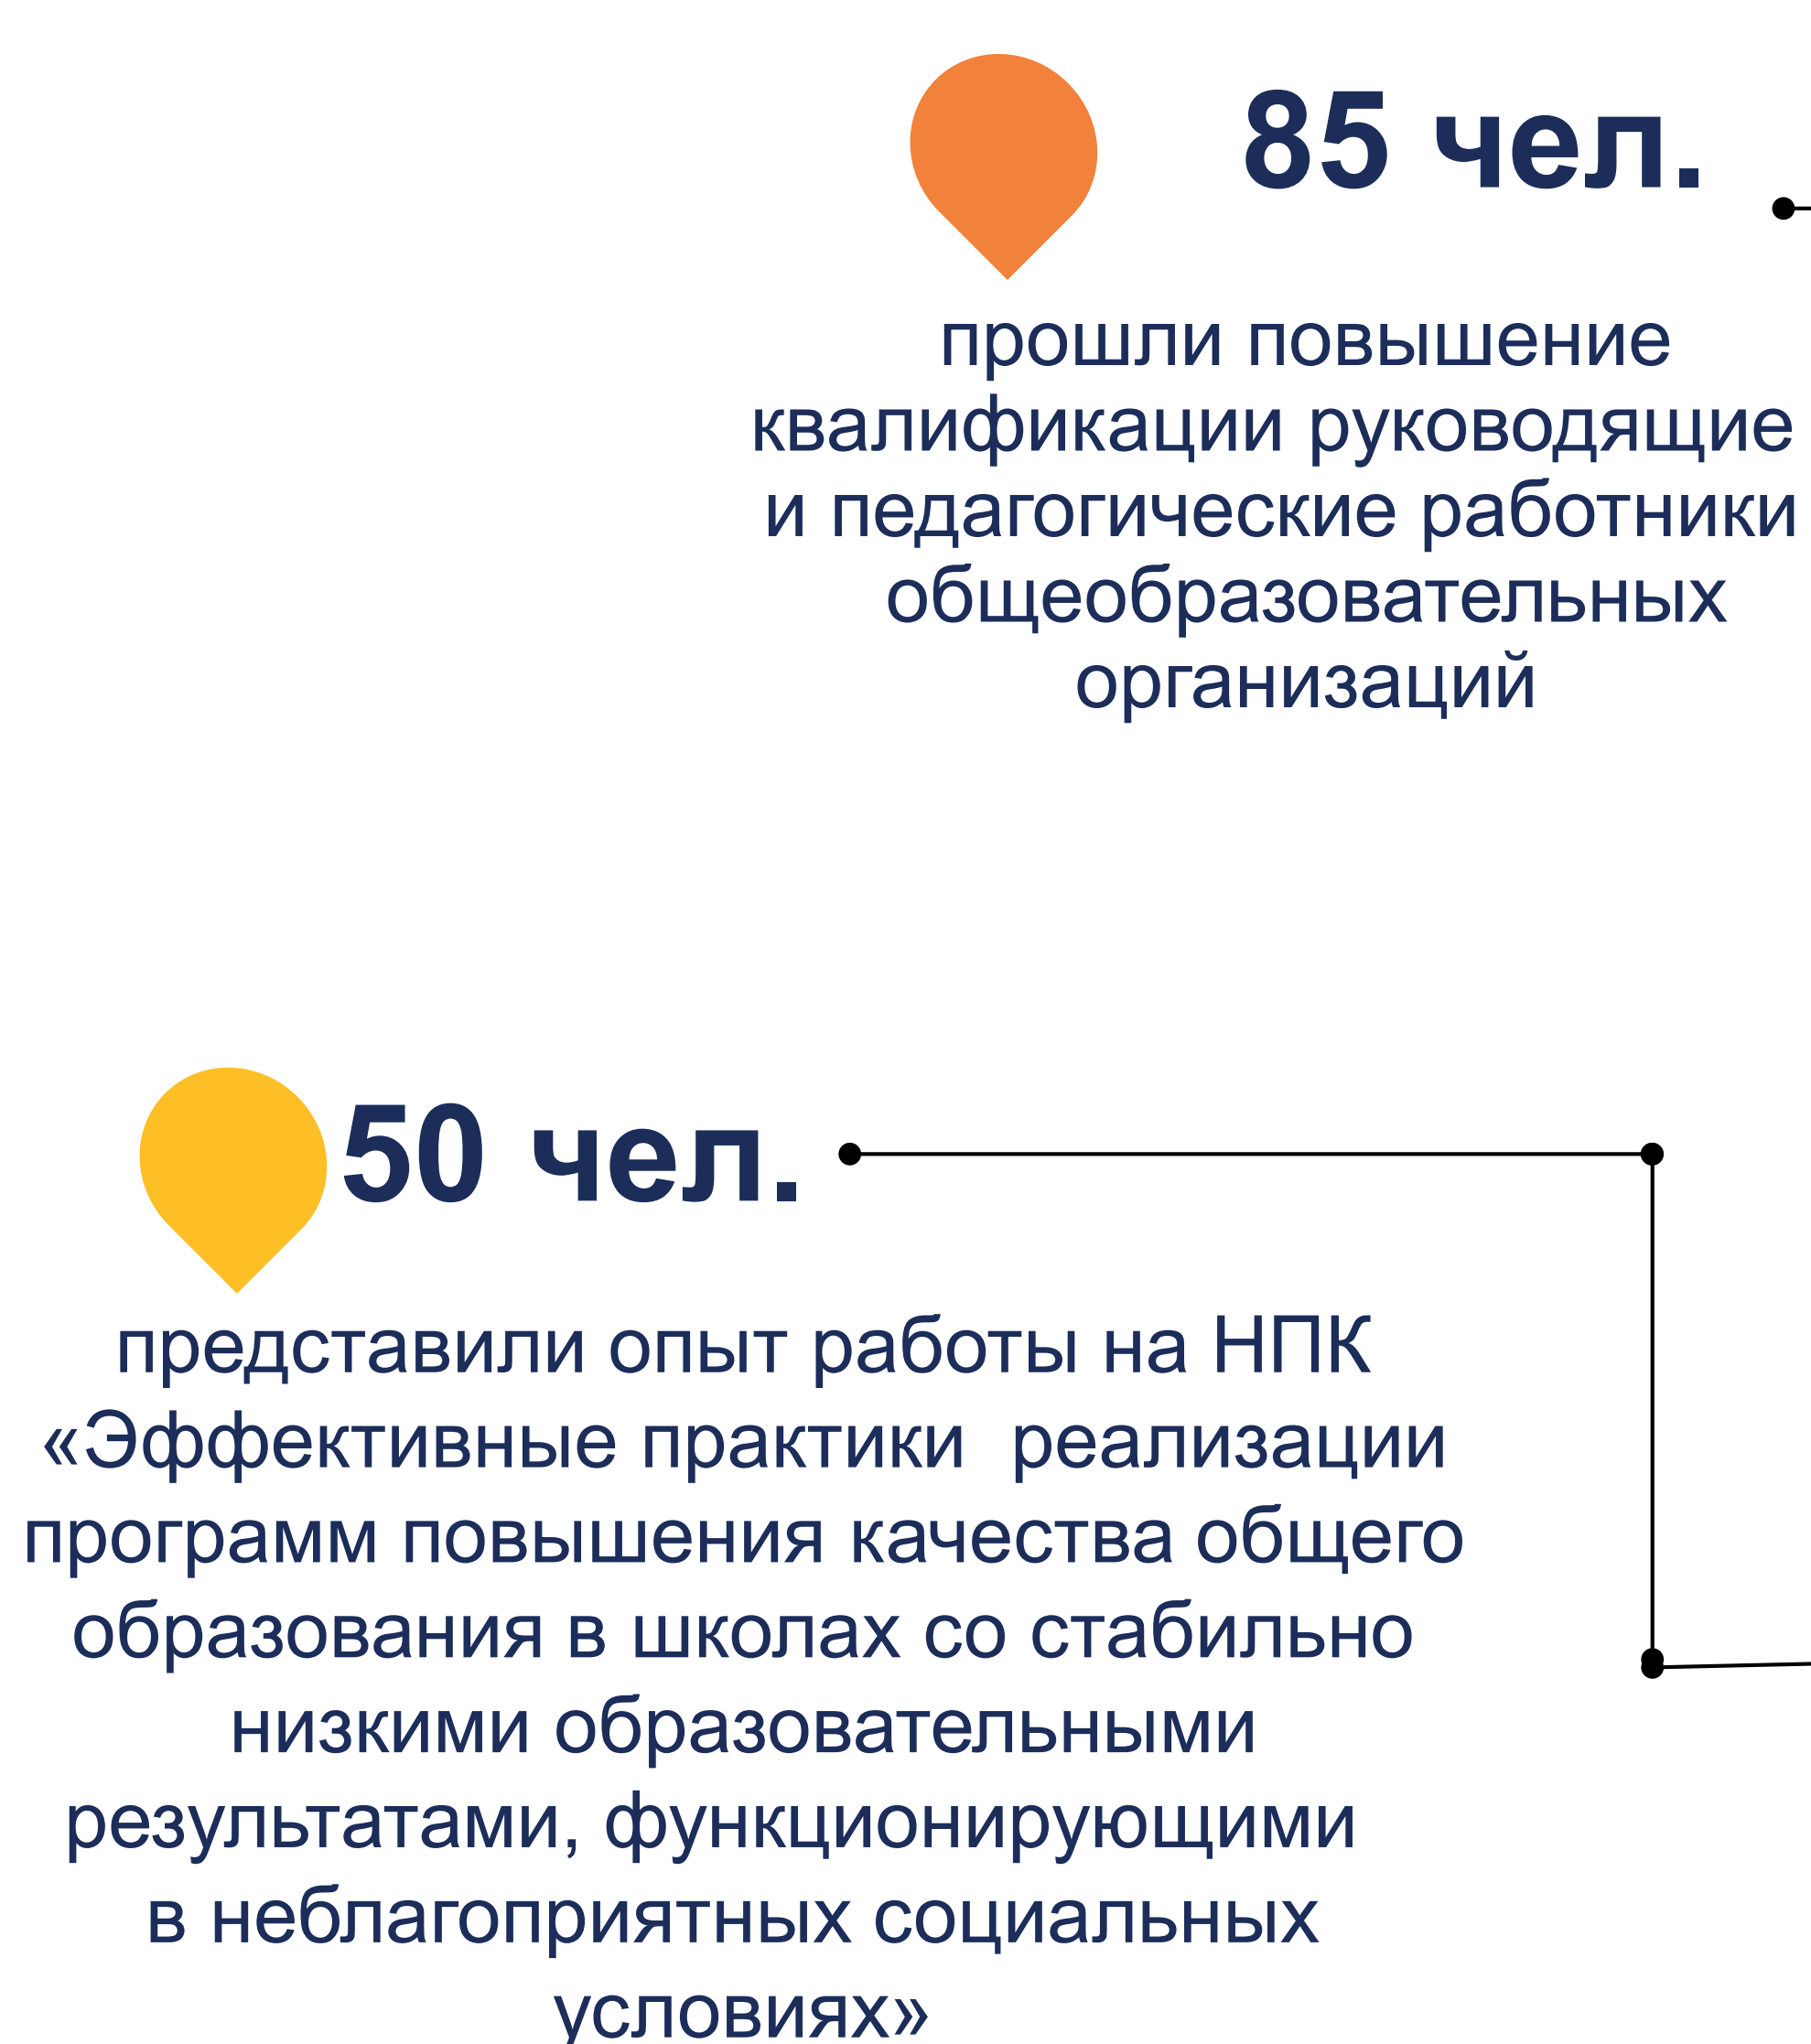 85 чел.
прошли повышение
квалификации руководящие
и педагогические работники
общеобразовательных
организаций
50 чел.
представили опыт работы на НПК
«Эффективные практики  реализации
программ повышения качества общего
образования в школах со стабильно
низкими образовательными
результатами, функционирующими
в неблагоприятных социальных
условиях»